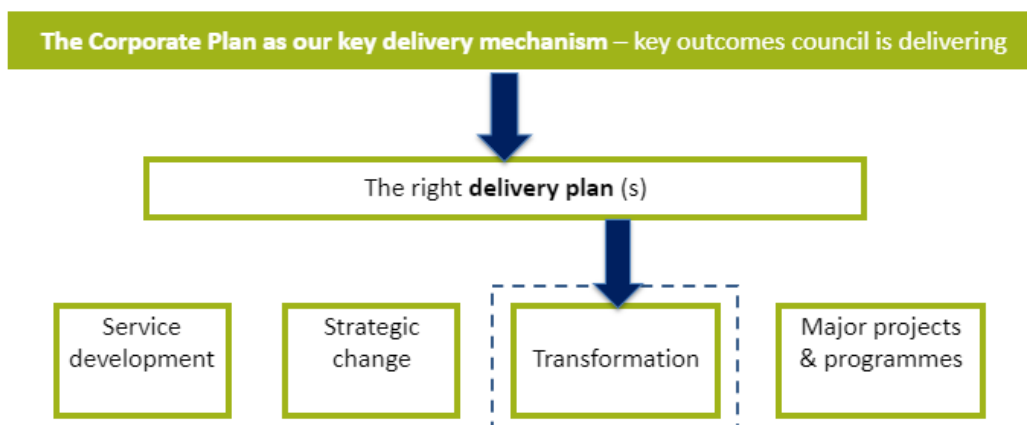 The Corporate Plan as our key delivery mechanism – key outcomes council is delivering
The right delivery plan (s)
Service
development
Strategic
change
Transformation
Major projects
& programmes